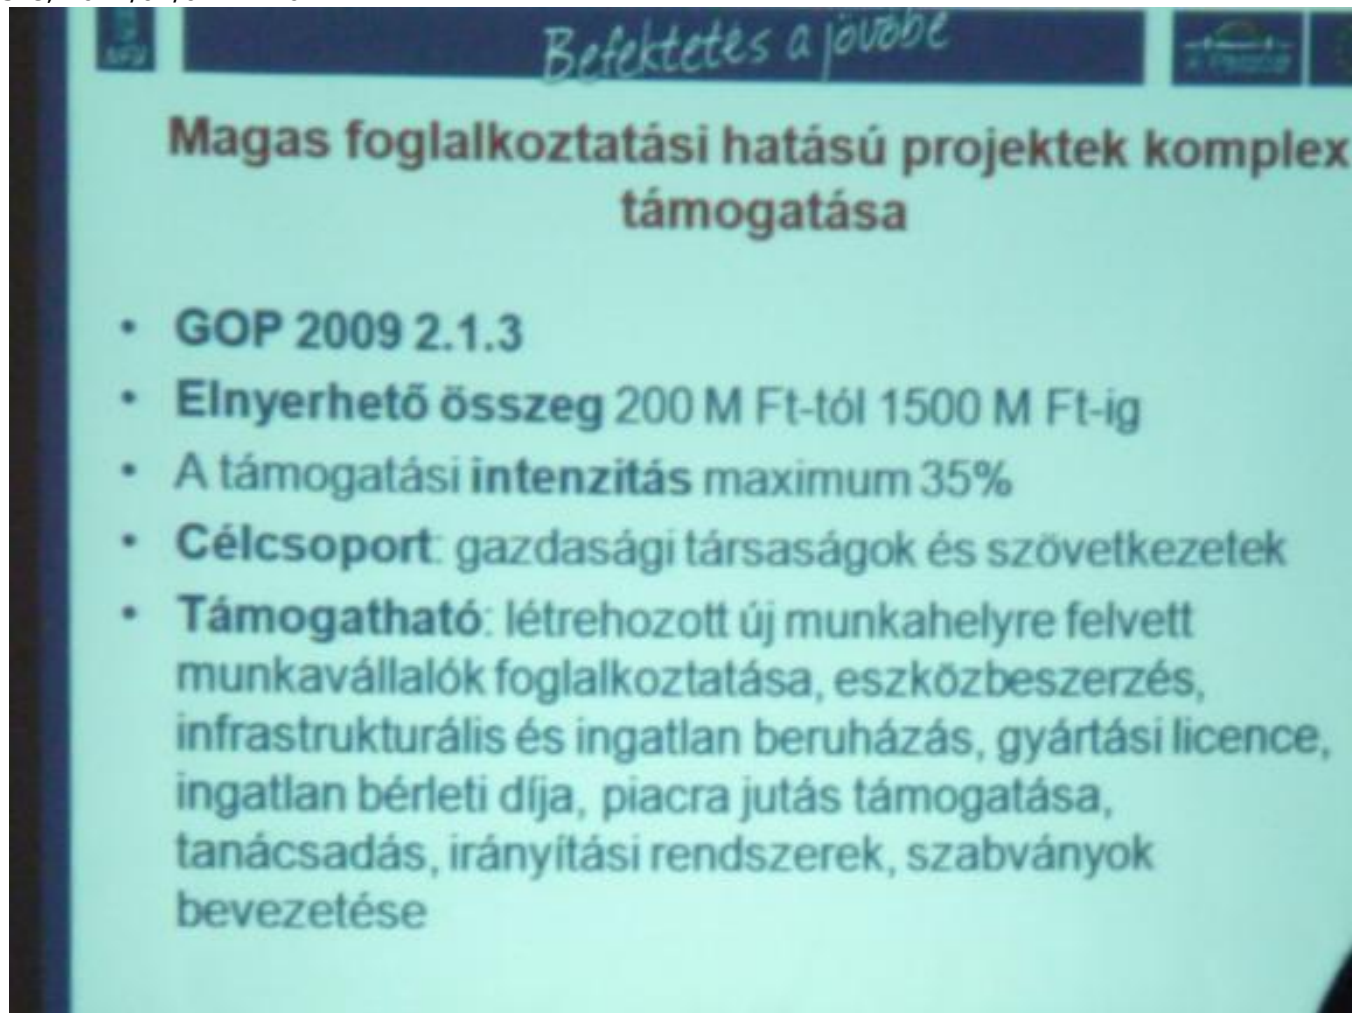 Befektetés a jövőbe
Magas foglalkoztatási hatású projektek komplex
támogatása
• GOP 2009 2.1.3
• Elnyerhető összeg 200 M Ft-tól 1500 M Ft-ig
• A támogatási intenzitás maximum 35%
• Célcsoport: gazdasági társaságok és szövetkezetek
• Támogatható: létrehozott új munkahelyre felvett
munkavállalók foglalkoztatása, eszközbeszerzés,
infrastrukturális és ingatlan beruházás, gyártási licence,
ingatlan bérleti díja, piacra jutás támogatása,
tanácsadás, irányítási rendszerek, szabványok
bevezetése